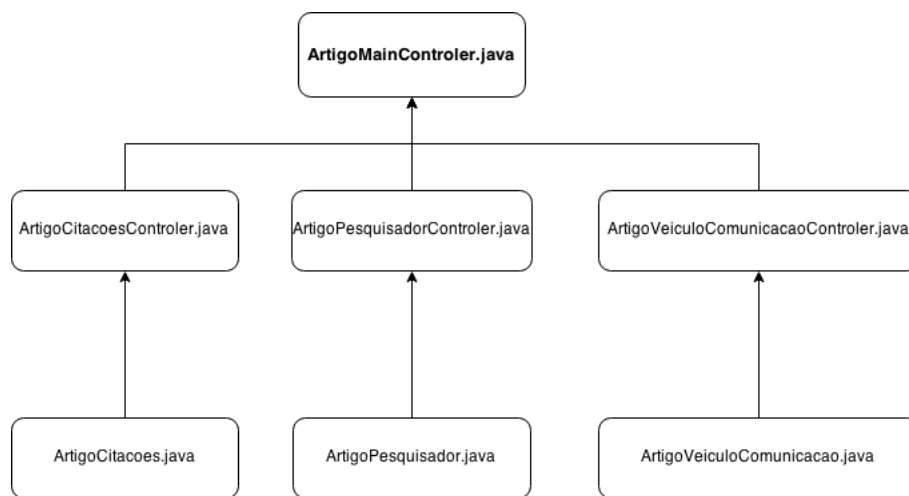 ArtigoMainControler.java
ArtigoCitacoesControler.java
ArtigoPesquisadorControler.java
ArtigoVeiculoComunicacaoControler.java
ArtigoCitacoes.java
ArtigoPesquisador.java
ArtigoVeiculoComunicacao.java